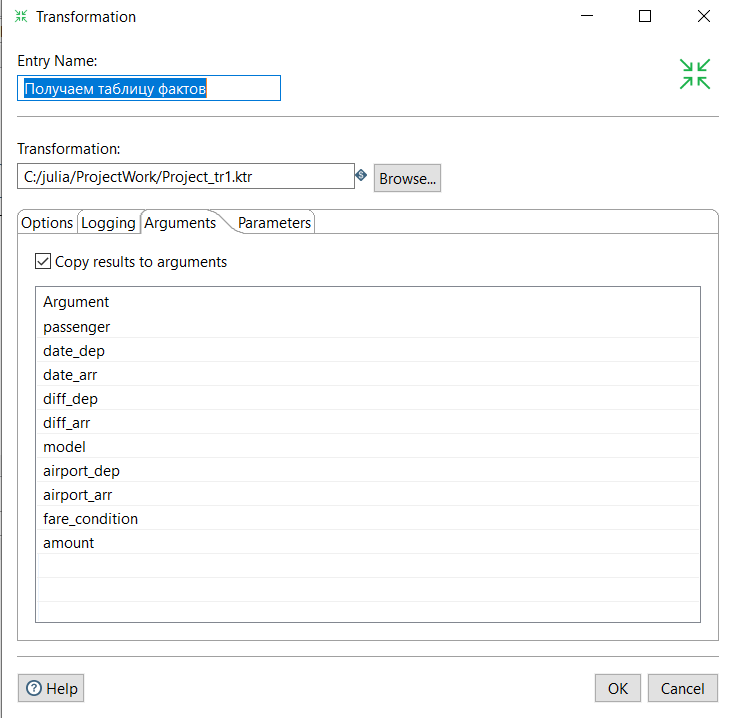 Transformation
Entry Name:
Получаем таблицу фактов
Transformation:
C:/julia/ProjectWork/Project_tr1.ktr
Browse...
Options Logging Arguments Parameters
Copy results to arguments
Argument
passenger
date_dep
date_arr
diff_dep
diff_arr
model
airport_dep
airport_arr
fare_condition
amount
Help OK Cancel